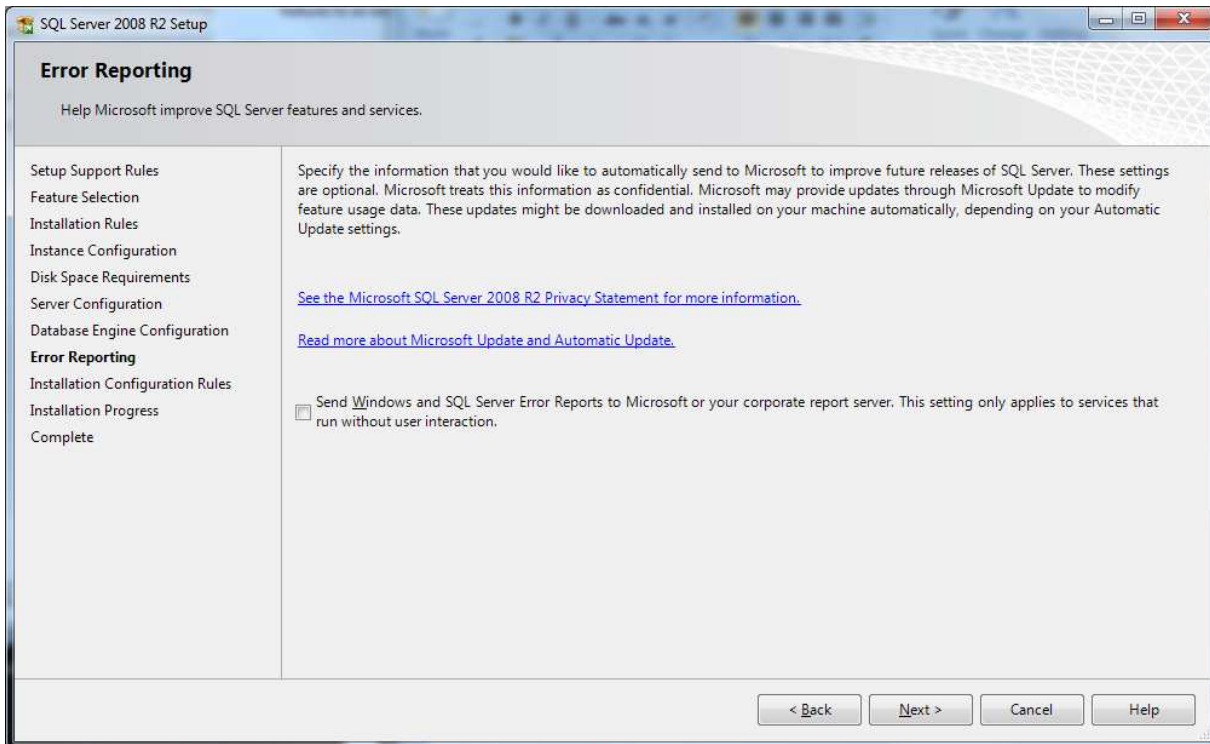 SQL Server 2008 R2 Setup
Error Reporting
Help Microsoft improve SQL Server features and services.
Setup Support Rules
Feature Selection
Installation Rules
Instance Configuration
Disk Space Requirements
Server Configuration
Database Engine Configuration
Error Reporting
Installation Configuration Rules
Installation Progress
Complete
Specify the information that you would like to automatically send to Microsoft to improve future releases of SQL Server. These settings
are optional. Microsoft treats this information as confidential. Microsoft may provide updates through Microsoft Update to modify
feature usage data. These updates might be downloaded and installed on your machine automatically, depending on your Automatic
Update settings.
See the Microsoft SQL Server 2008 R2 Privacy Statement for more information.
Read more about Microsoft Update and Automatic Update.
Send Windows and SQL Server Error Reports to Microsoft or your corporate report server. This setting only applies to services that
run without user interaction.
< Back
Next >
Cancel
Help